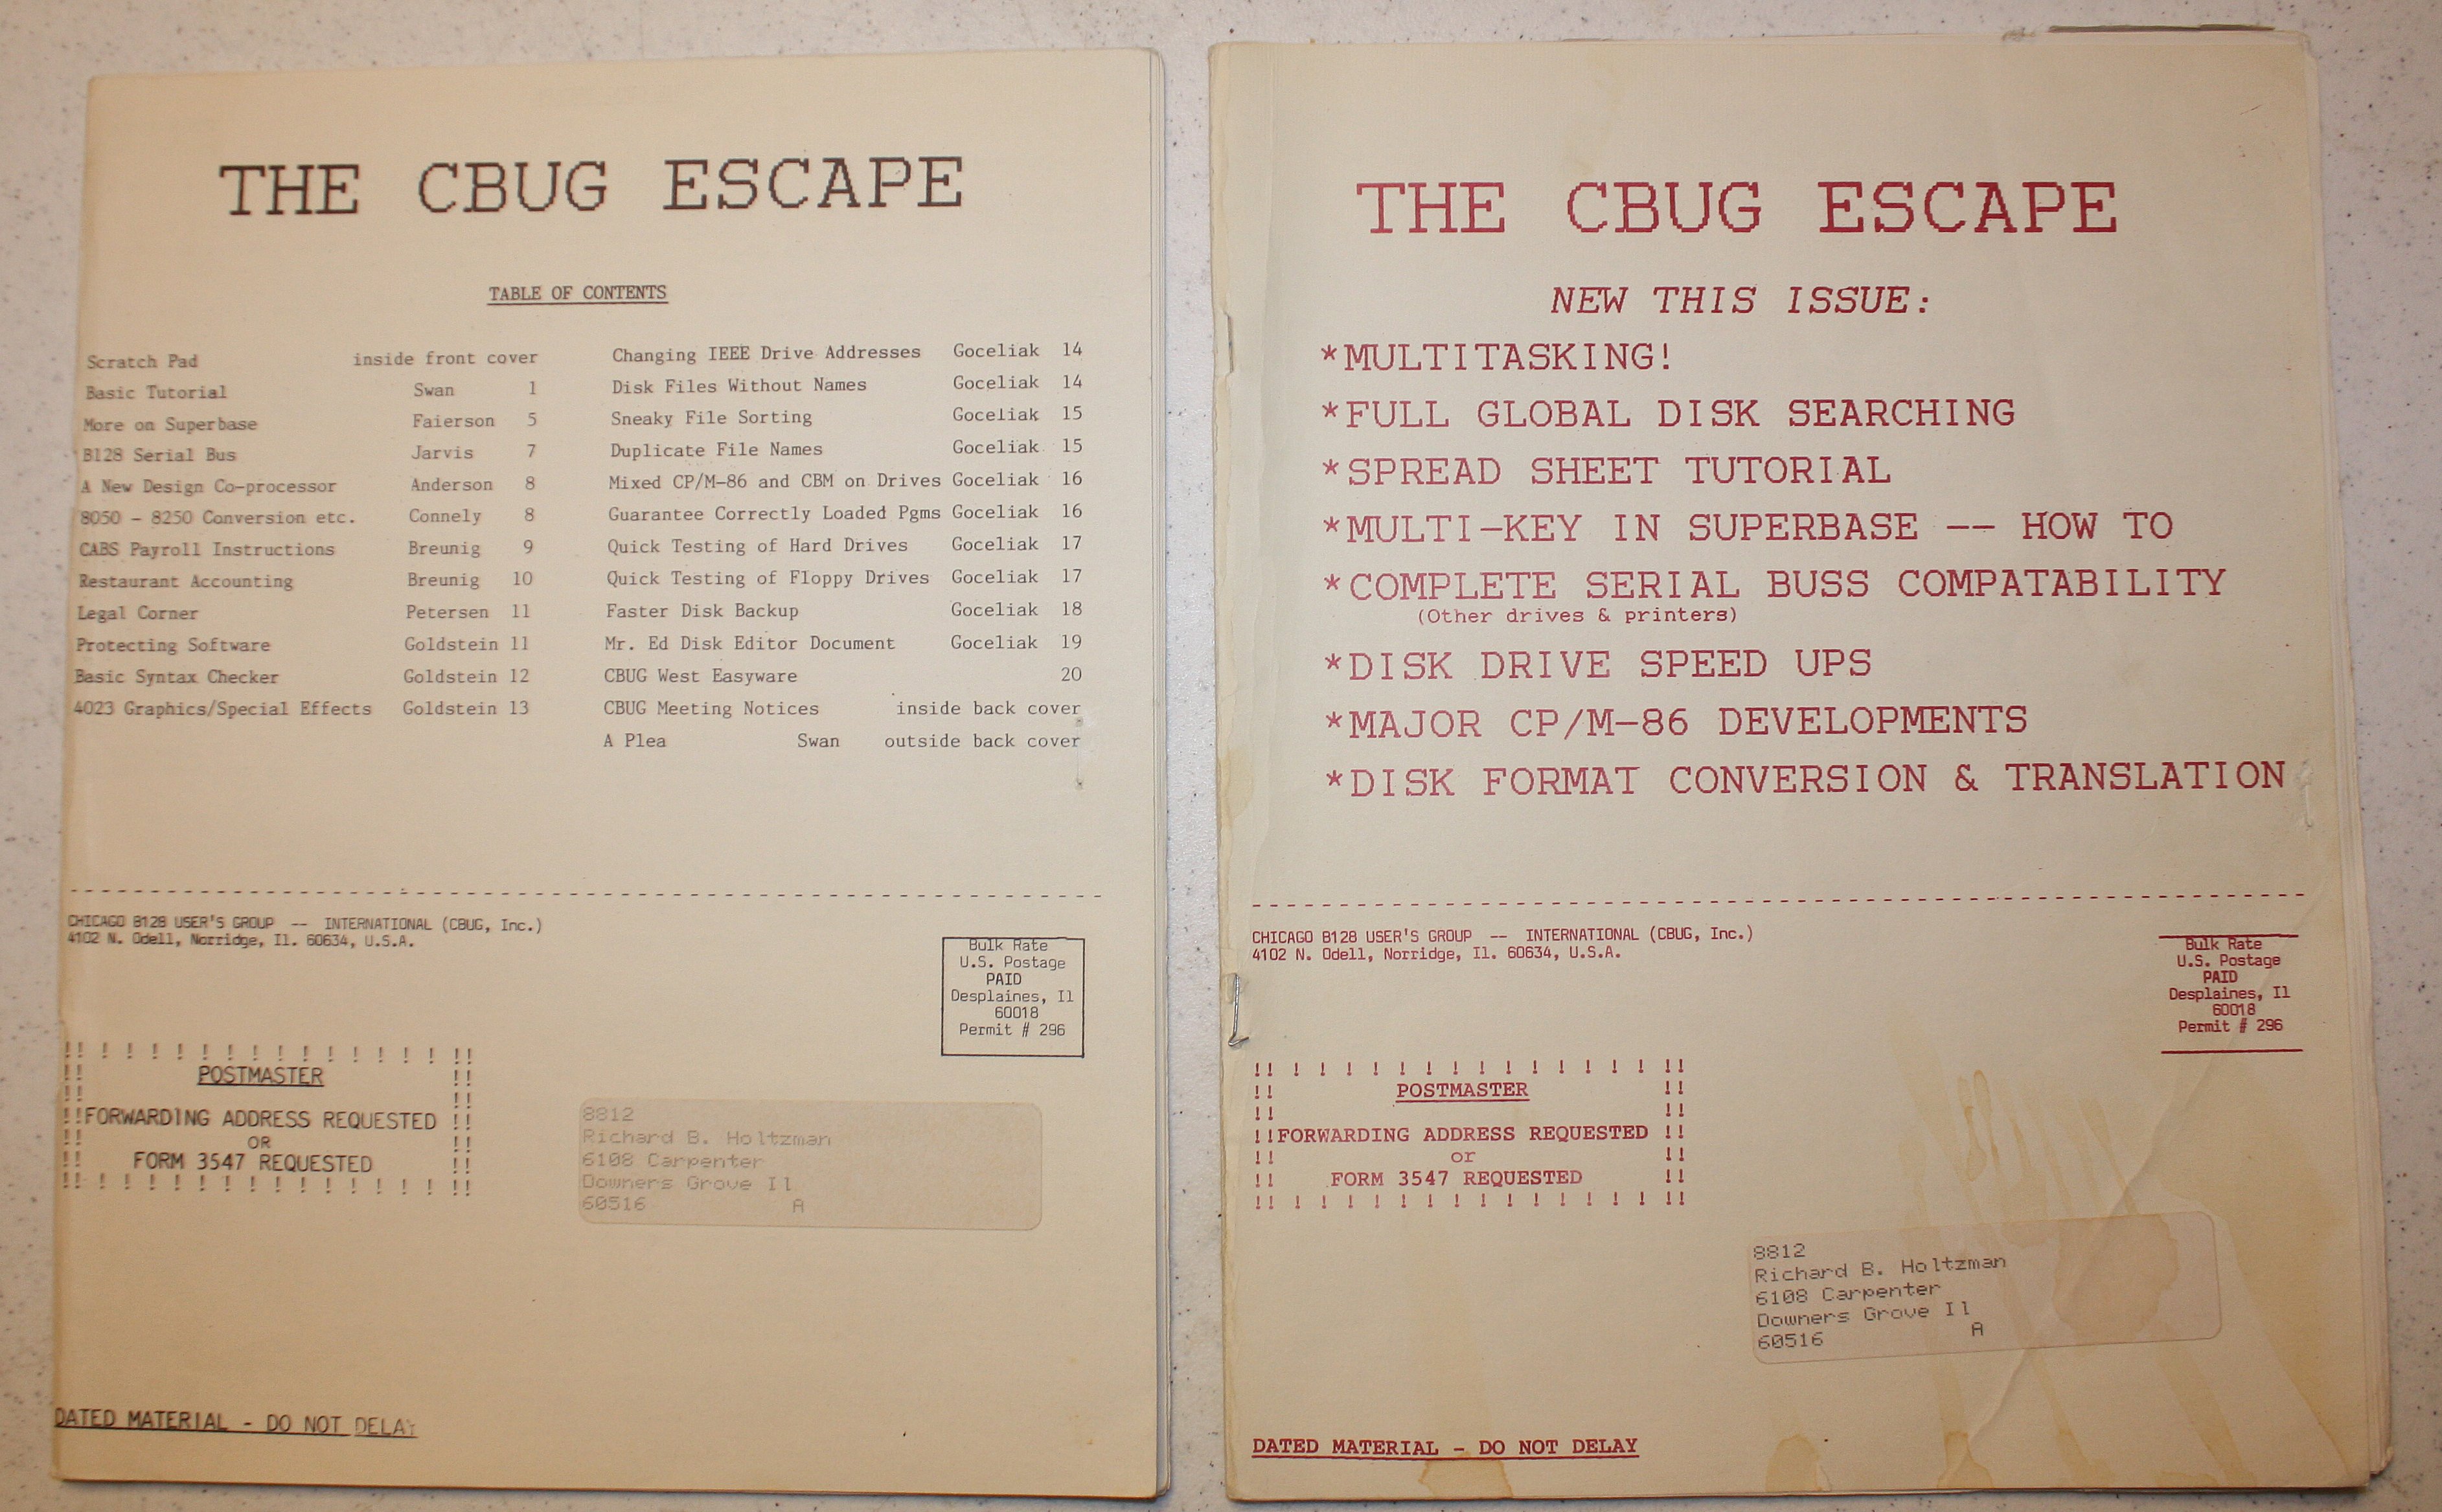 THE CBUG ESCAPE
TABLE OF CONTENTS
Scratch Pad inside front cover
Basic Tutorial Swan 1
More on Superbase Faierson 5
B128 Serial Bus Jarvis 7
A New Design Co-processor Anderson 8
8050 - 8250 Conversion etc. Connely 8
CABS Payroll Instructions Breunig 9
Restaurant Accounting Breunig 10
Legal Corner Petersen 11
Protecting Software Goldstein 11
Basic Syntax Checker Goldstein 12
4023 Graphics/Special Effects Goldstein 13
Changing IEEE Drive Addresses Goceliak 14
Disk Files Without Names Goceliak 14
Sneaky File Sorting Goceliak 15
Duplicate File Names Goceliak 15
Mixed CP/M-86 and CBM on Drives Goceliak 16
Guarantee Correctly Loaded Pgms Goceliak 16
Quick Testing of Hard Drives Goceliak 17
Quick Testing of Floppy Drives Goceliak 17
Faster Disk Backup Goceliak 18
Mr. Ed Disk Editor Document Goceliak 19
CBUG West Easyware 20
CBUG Meeting Notices inside back cover
A Plea Swan outside back cover
CHICAGO B128 USER'S GROUP -- INTERNATIONAL (CBUG, Inc.)
4102 N. Odell, Norridge, Il. 60634, U.S.A.
Bulk Rate
U.S. Postage
PAID
Desplaines, Il
60018
Permit # 296
!! ! ! ! ! ! ! ! ! ! ! ! ! ! ! !!
!! POSTMASTER !!
!! !!
!!FORWARDING ADDRESS REQUESTED !!
!! OR !!
!! FORM 3547 REQUESTED !!
!! ! ! ! ! ! ! ! ! ! ! ! ! ! ! !!
8812
Richard B. Holtzman
6108 Carpenter
Downers Grove Il
60516 A
DATED MATERIAL - DO NOT DELAY
THE CBUG ESCAPE
NEW THIS ISSUE:
*MULTITASKING!
*FULL GLOBAL DISK SEARCHING
*SPREAD SHEET TUTORIAL
*MULTI-KEY IN SUPERBASE -- HOW TO
*COMPLETE SERIAL BUSS COMPATABILITY
(Other drives & printers)
*DISK DRIVE SPEED UPS
*MAJOR CP/M-86 DEVELOPMENTS
*DISK FORMAT CONVERSION & TRANSLATION
CHICAGO B128 USER'S GROUP -- INTERNATIONAL (CBUG, Inc.)
4102 N. Odell, Norridge, Il. 60634, U.S.A.
Bulk Rate
U.S. Postage
PAID
Desplaines, Il
60018
Permit # 296
!! ! ! ! ! ! ! ! ! ! ! ! ! ! ! !!
!! POSTMASTER !!
!! !!
!!FORWARDING ADDRESS REQUESTED !!
!! or !!
!! FORM 3547 REQUESTED !!
!! ! ! ! ! ! ! ! ! ! ! ! ! ! ! !!
8812
Richard B. Holtzman
6108 Carpenter
Downers Grove Il
60516 A
DATED MATERIAL - DO NOT DELAY